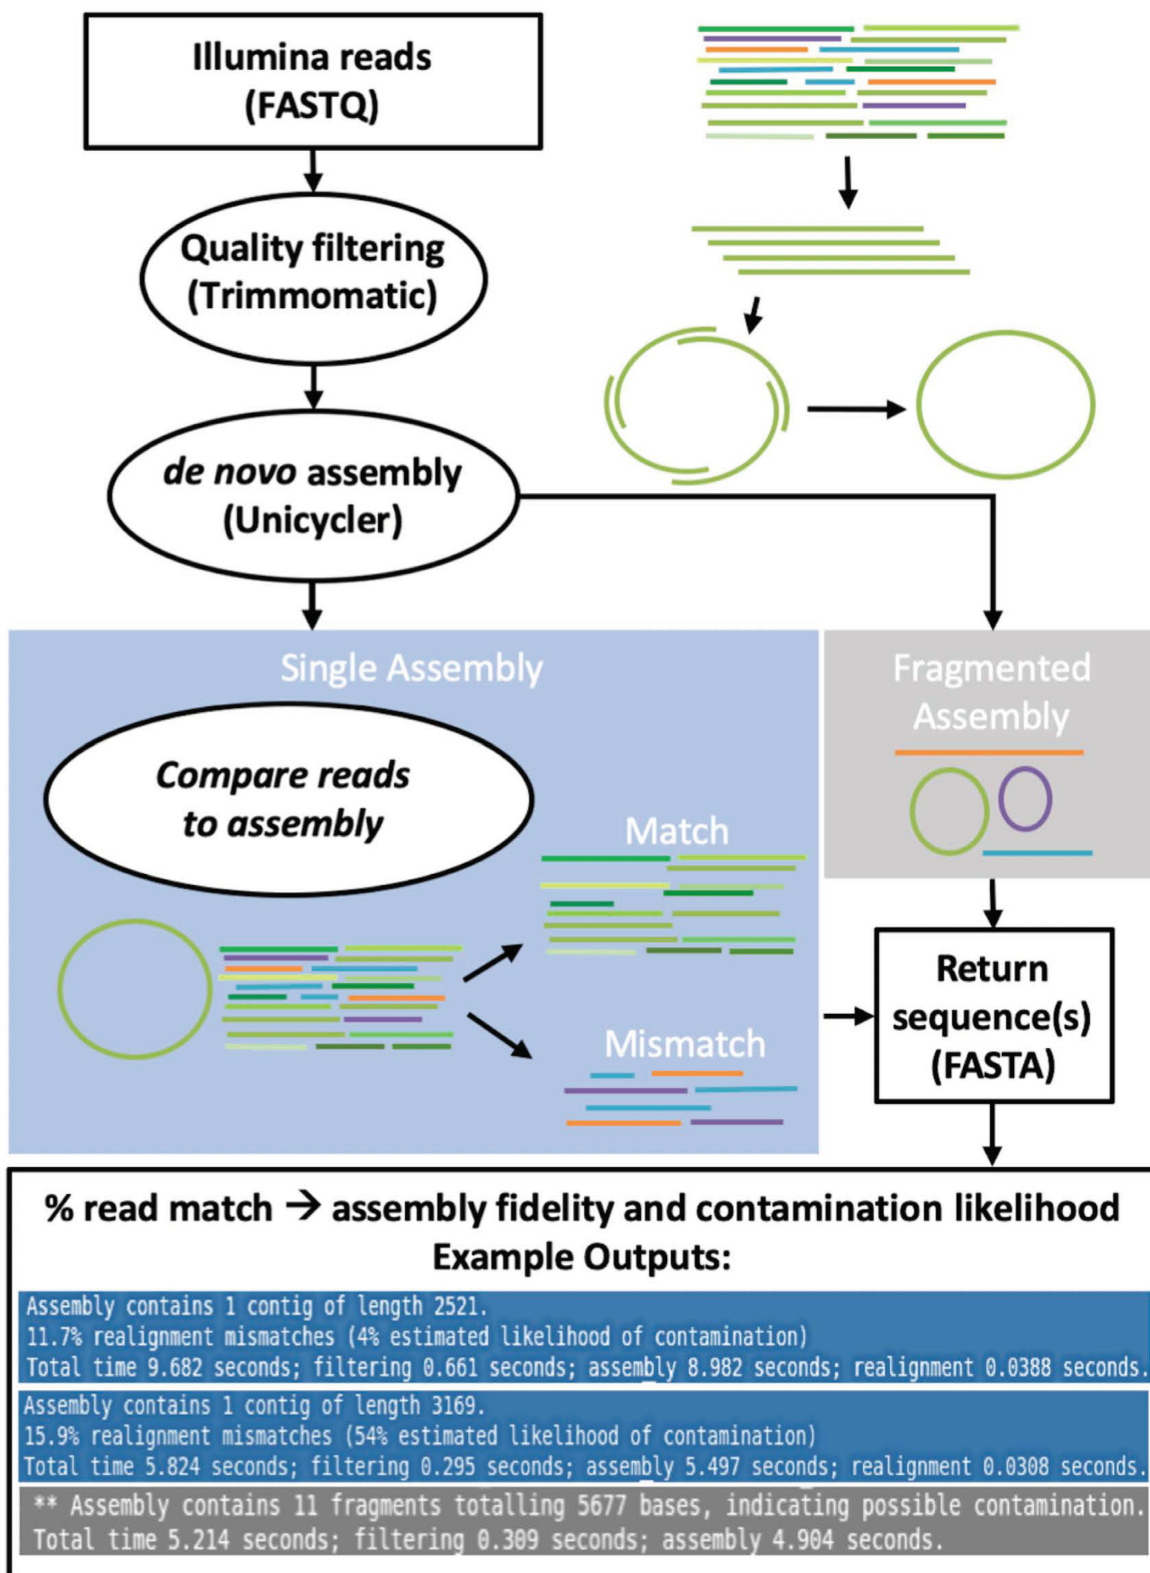 Illumina reads
(FASTQ)
Quality filtering
(Trimmomatic)
de novo assembly
(Unicycler)
Single Assembly
Fragmented
Assembly
Compare reads
to assembly
Match
Mismatch
Return
sequence(s)
(FASTA)
% read match → assembly fidelity and contamination likelihood
Example Outputs:
Assembly contains 1 contig of length 2521.
11.7% realignment mismatches (4% estimated likelihood of contamination)
Total time 9.682 seconds; filtering 0.661 seconds; assembly 8.982 seconds; realignment 0.0388 seconds.
Assembly contains 1 contig of length 3169.
15.9% realignment mismatches (54% estimated likelihood of contamination)
Total time 5.824 seconds; filtering 0.295 seconds; assembly 5.497 seconds; realignment 0.0308 seconds.
** Assembly contains 11 fragments totalling 5677 bases, indicating possible contamination.
Total time 5.214 seconds; filtering 0.309 seconds; assembly 4.904 seconds.